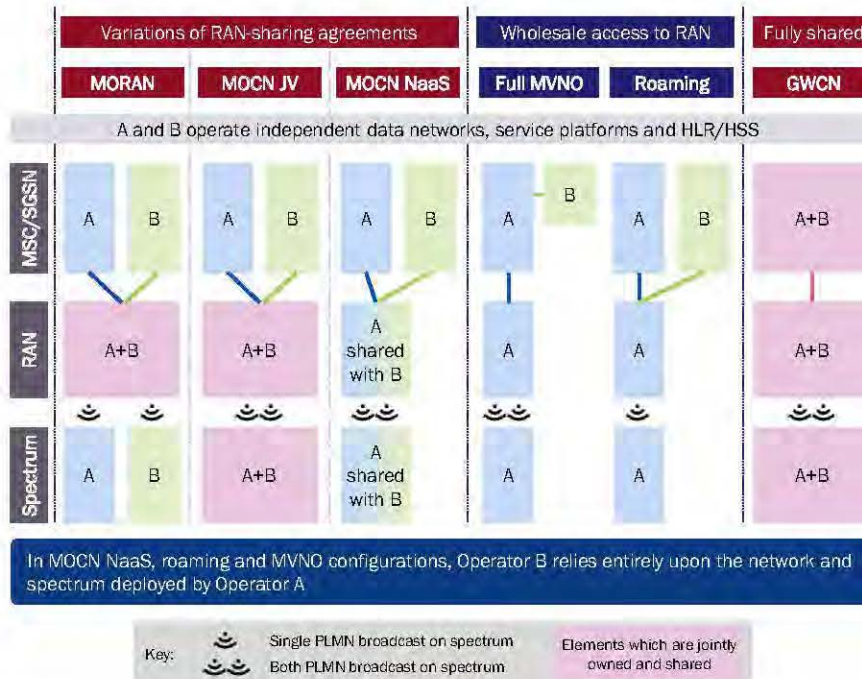 Variations of RAN-sharing agreements
Wholesale access to RAN
Fully shared
MORAN
MOCN JV
MOCN NaaS
Full MVNO
Roaming
GWCN
A and B operate independent data networks, service platforms and HLR/HSS
MSC/SGSN
A
B
A
B
A
B
A
B
A
B
A+B
RAN
A+B
A+B
A
shared
with B
A
A
A+B
Spectrum
A
B
A+B
A
shared
with B
A
A
A+B
In MOCN NaaS, roaming and MVNO configurations, Operator B relies entirely upon the network and
spectrum deployed by Operator A
Key:
Single PLMN broadcast on spectrum
Both PLMN broadcast on spectrum
Elements which are jointly
owned and shared